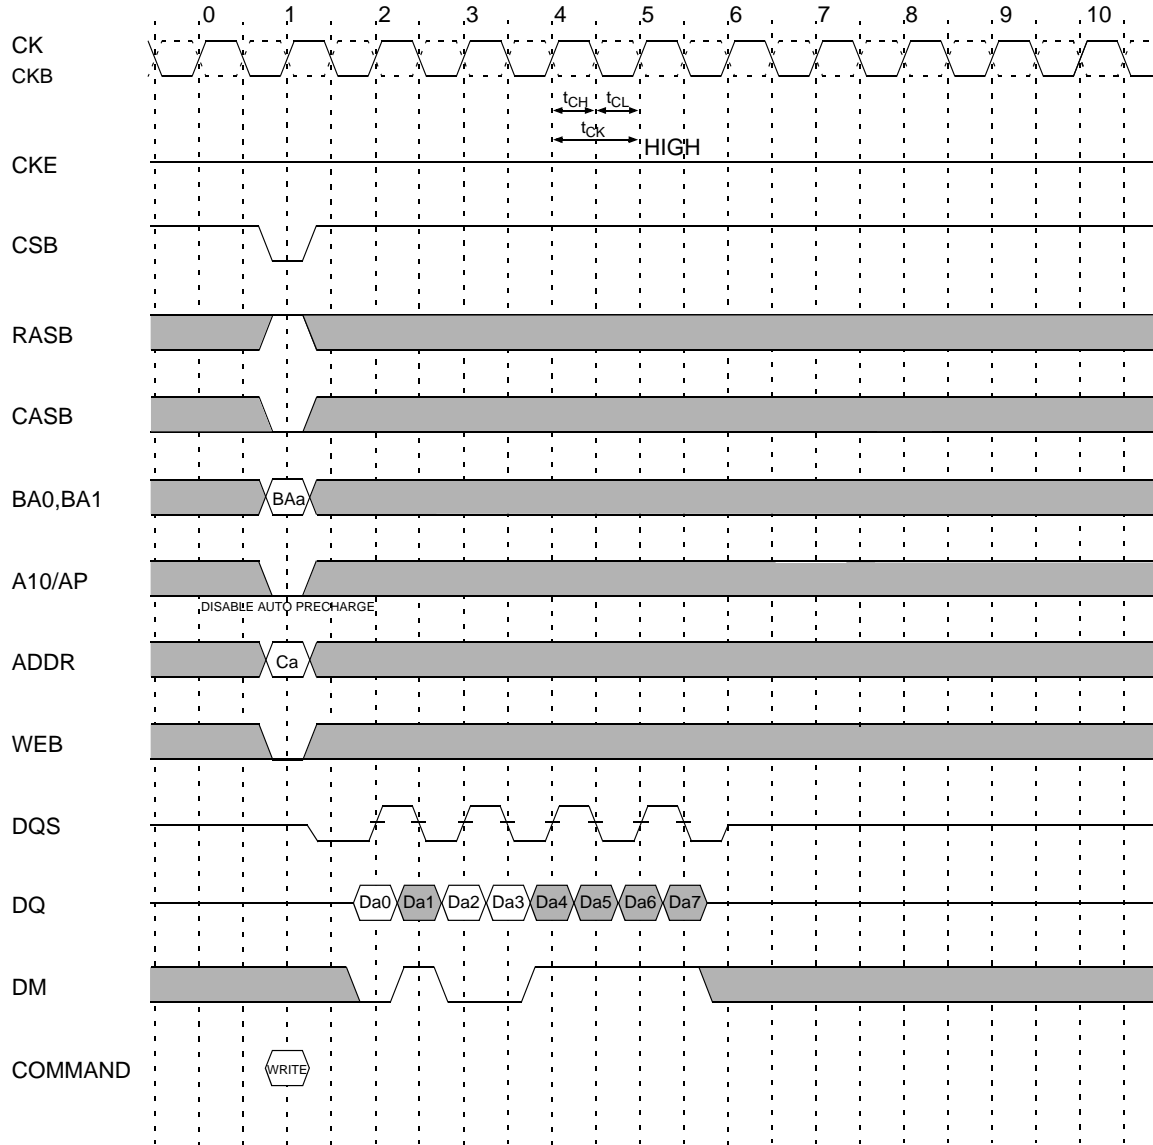 0 1 2 3 4 5 6 7 8 9 10
CK
CKB
tCH tCL
tCK
HIGH
CKE
CSB
RASB
CASB
BA0,BA1 BAa
A10/AP
DISABLE AUTO PRECHARGE
ADDR Ca
WEB
DQS
DQ Da0 Da1 Da2 Da3 Da4 Da5 Da6 Da7
DM
COMMAND WRITE